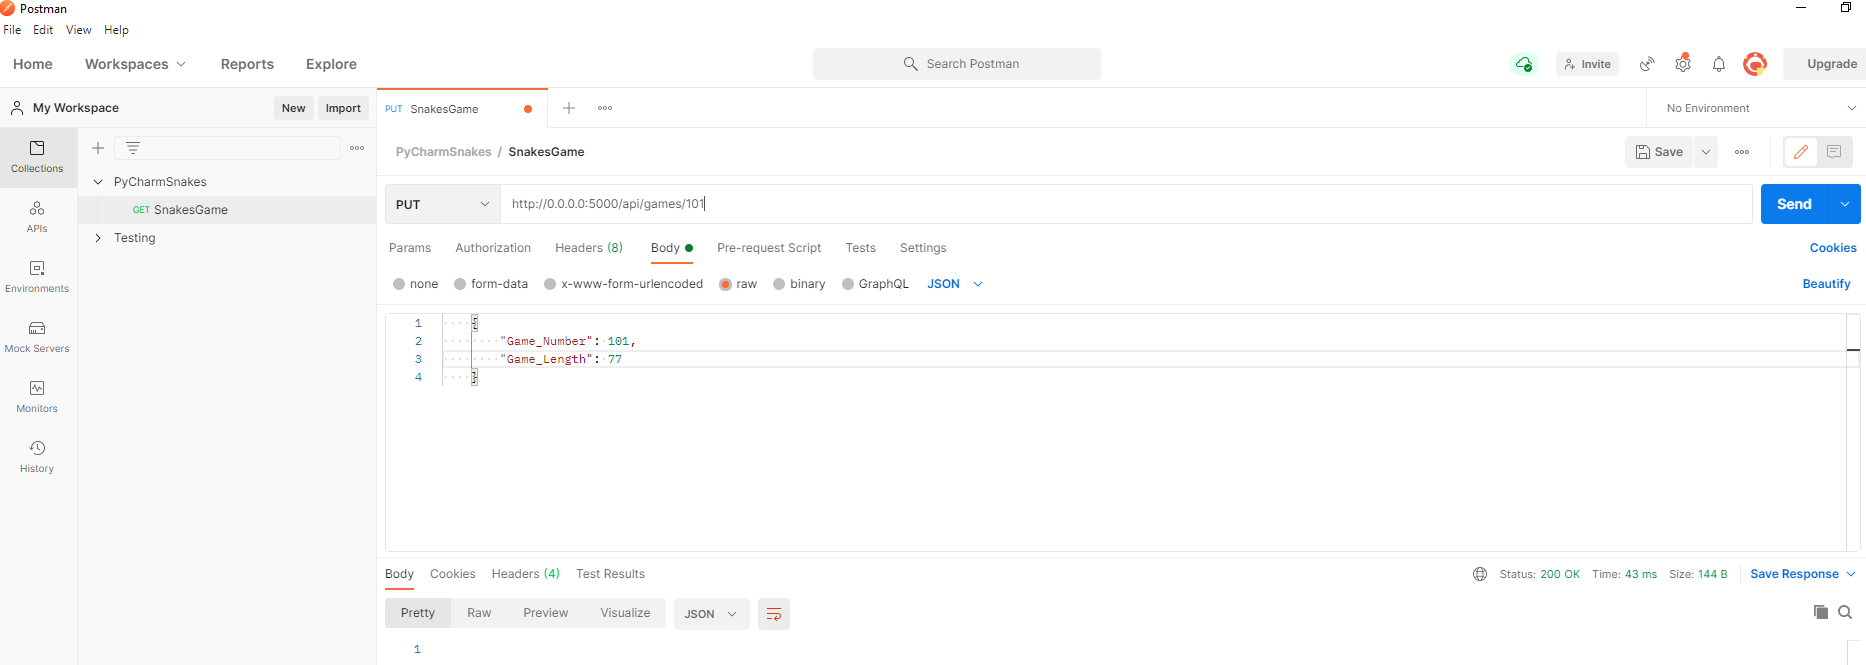 Postman
File Edit View Help
Home Workspaces Reports Explore Search Postman Invite Upgrade
My Workspace New Import PUT SnakesGame No Environment
Collections
APIs
Environments
Mock Servers
Monitors
History
PyCharmSnakes
GET SnakesGame
Testing
PyCharmSnakes / SnakesGame Save
PUT http://0.0.0.0:5000/api/games/101 Send
Params Authorization Headers (8) Body Pre-request Script Tests Settings Cookies
none form-data x-www-form-urlencoded raw binary GraphQL JSON Beautify
1 {
2 "Game_Number": 101,
3 "Game_Length": 77
4 }
Body Cookies Headers (4) Test Results Status: 200 OK Time: 43 ms Size: 144 B Save Response
Pretty Raw Preview Visualize JSON
1